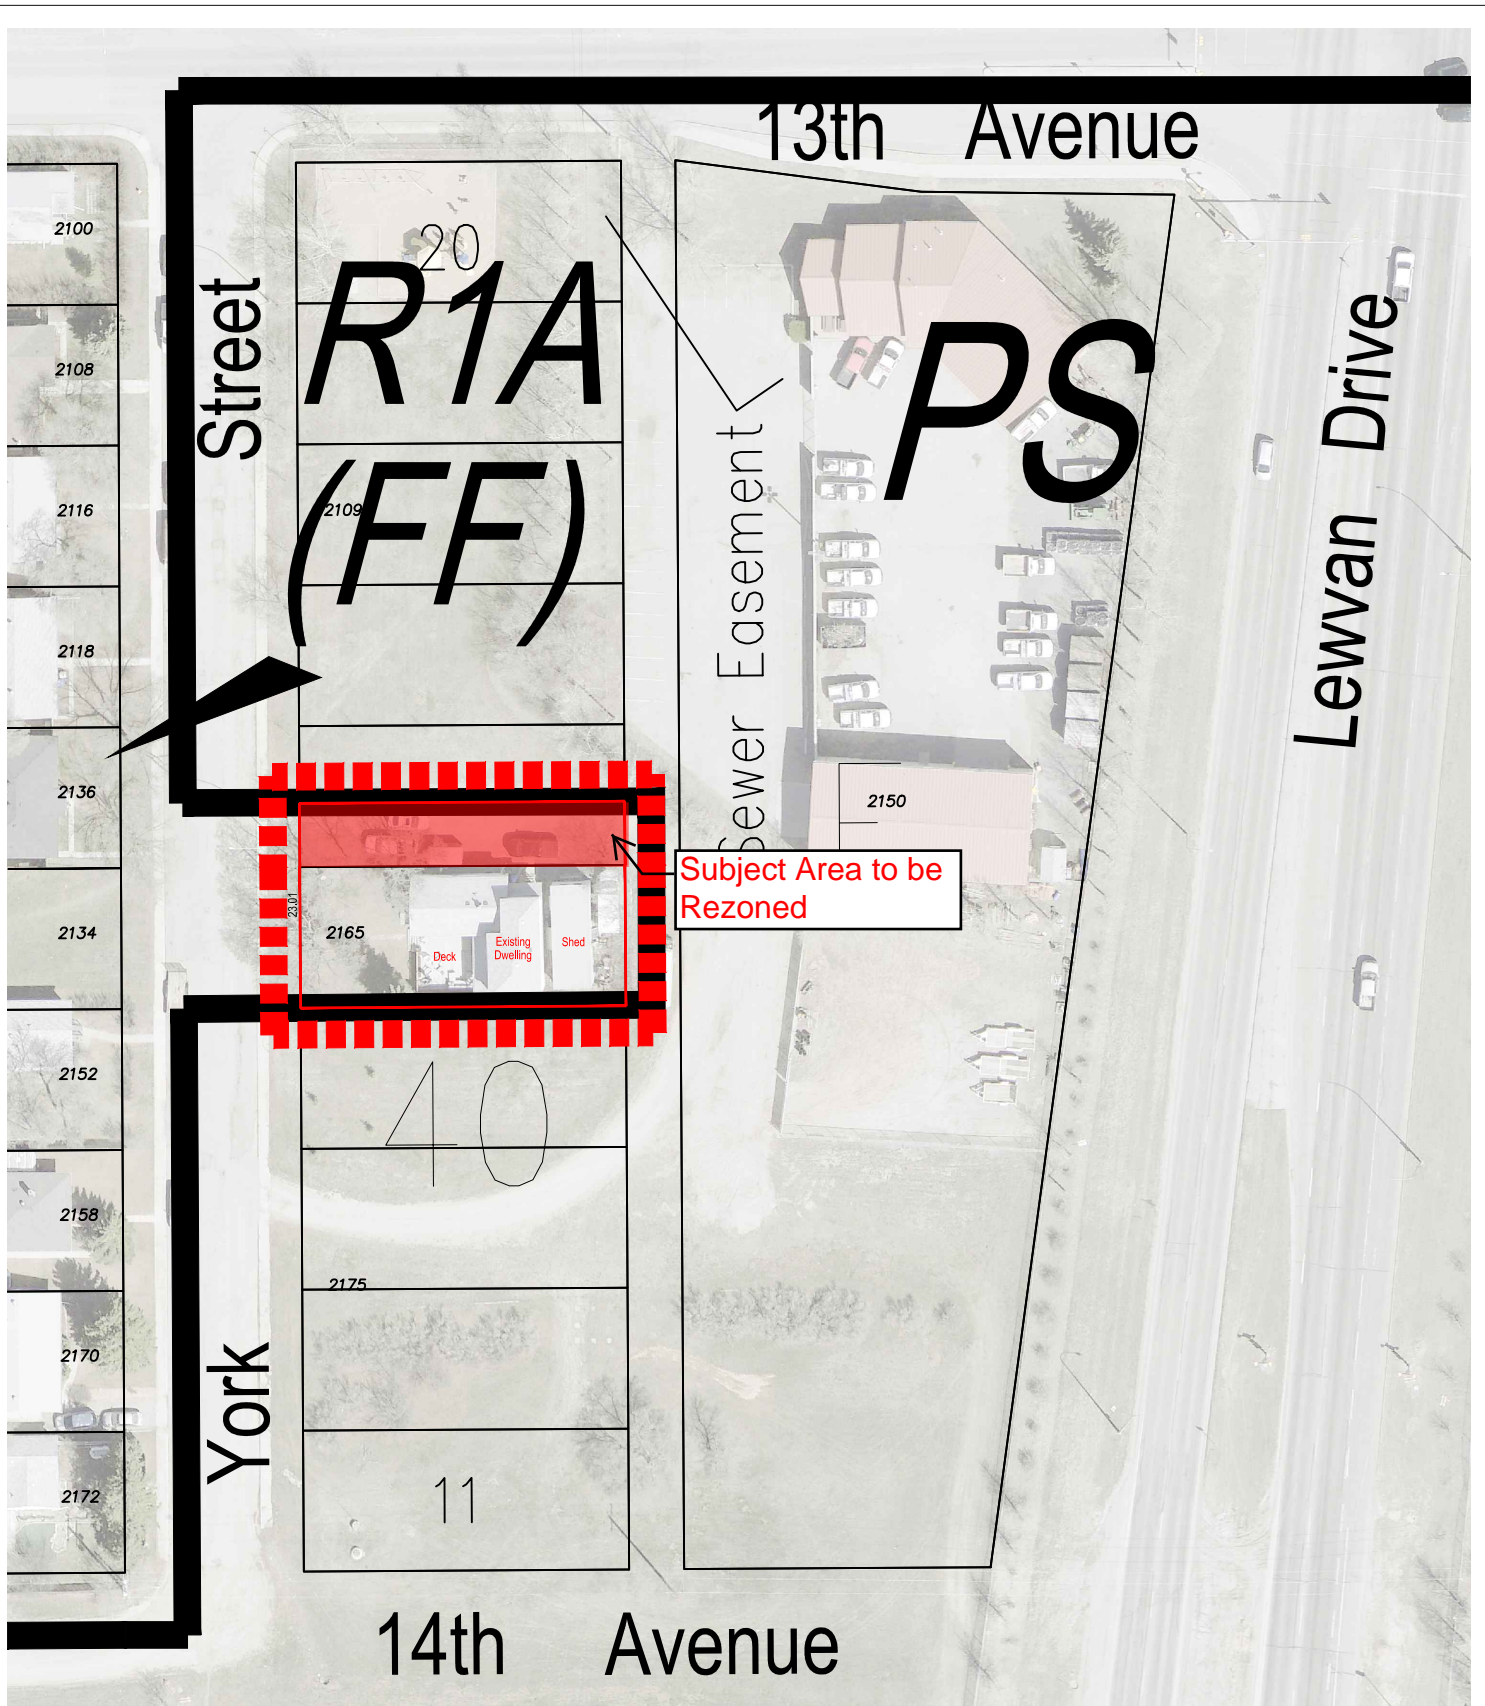 13th Avenue
2100
20
R1A
Street
PS
Lewvan Drive
2108
(FF)
2109
2116
Sewer Easement
2118
2136
2150
Subject Area to be
Rezoned
23.01
2165
2134
Deck
Existing
Dwelling
Shed
2152
40
2158
2175
2170
York
2172
11
14th Avenue